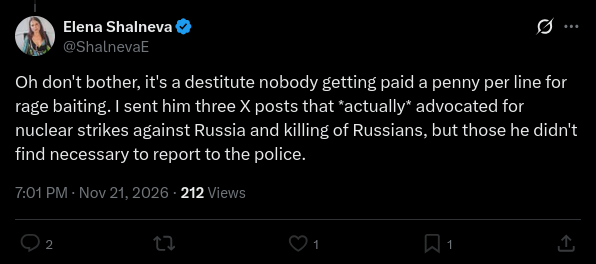 Elena Shalneva
@ShalnevaE
Oh don't bother, it's a destitute nobody getting paid a penny per line for
rage baiting. I sent him three X posts that *actually* advocated for
nuclear strikes against Russia and killing of Russians, but those he didn't
find necessary to report to the police.
7:01 PM · Nov 21, 2026 · 212 Views
2 1 1